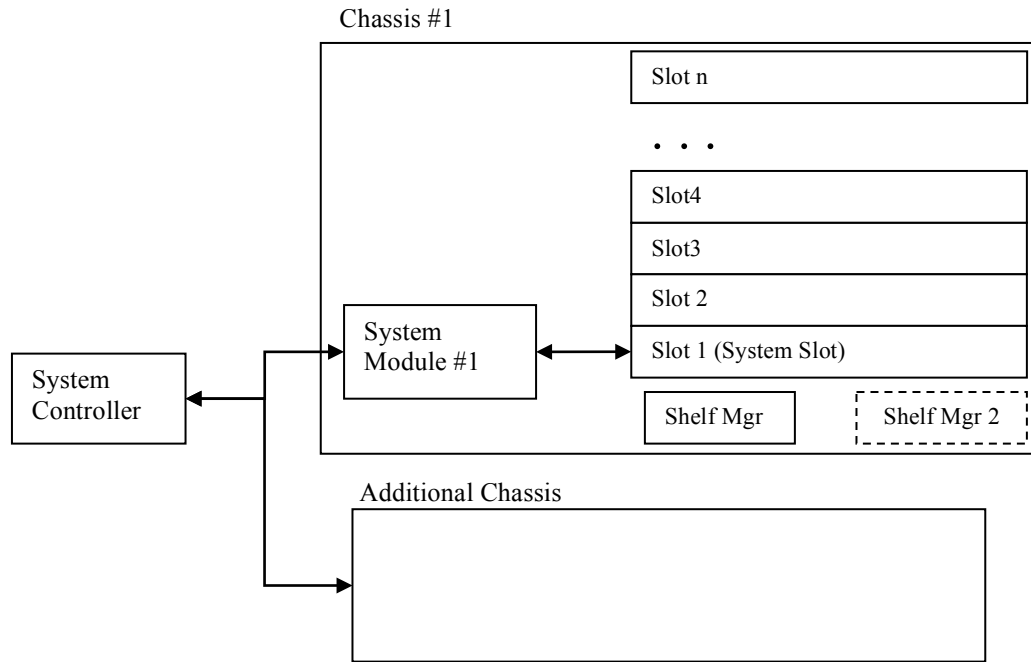 Chassis #1
Slot n
. . .
Slot4
Slot3
Slot 2
Slot 1 (System Slot)
System
Module #1
System
Controller
Shelf Mgr
Shelf Mgr 2
Additional Chassis